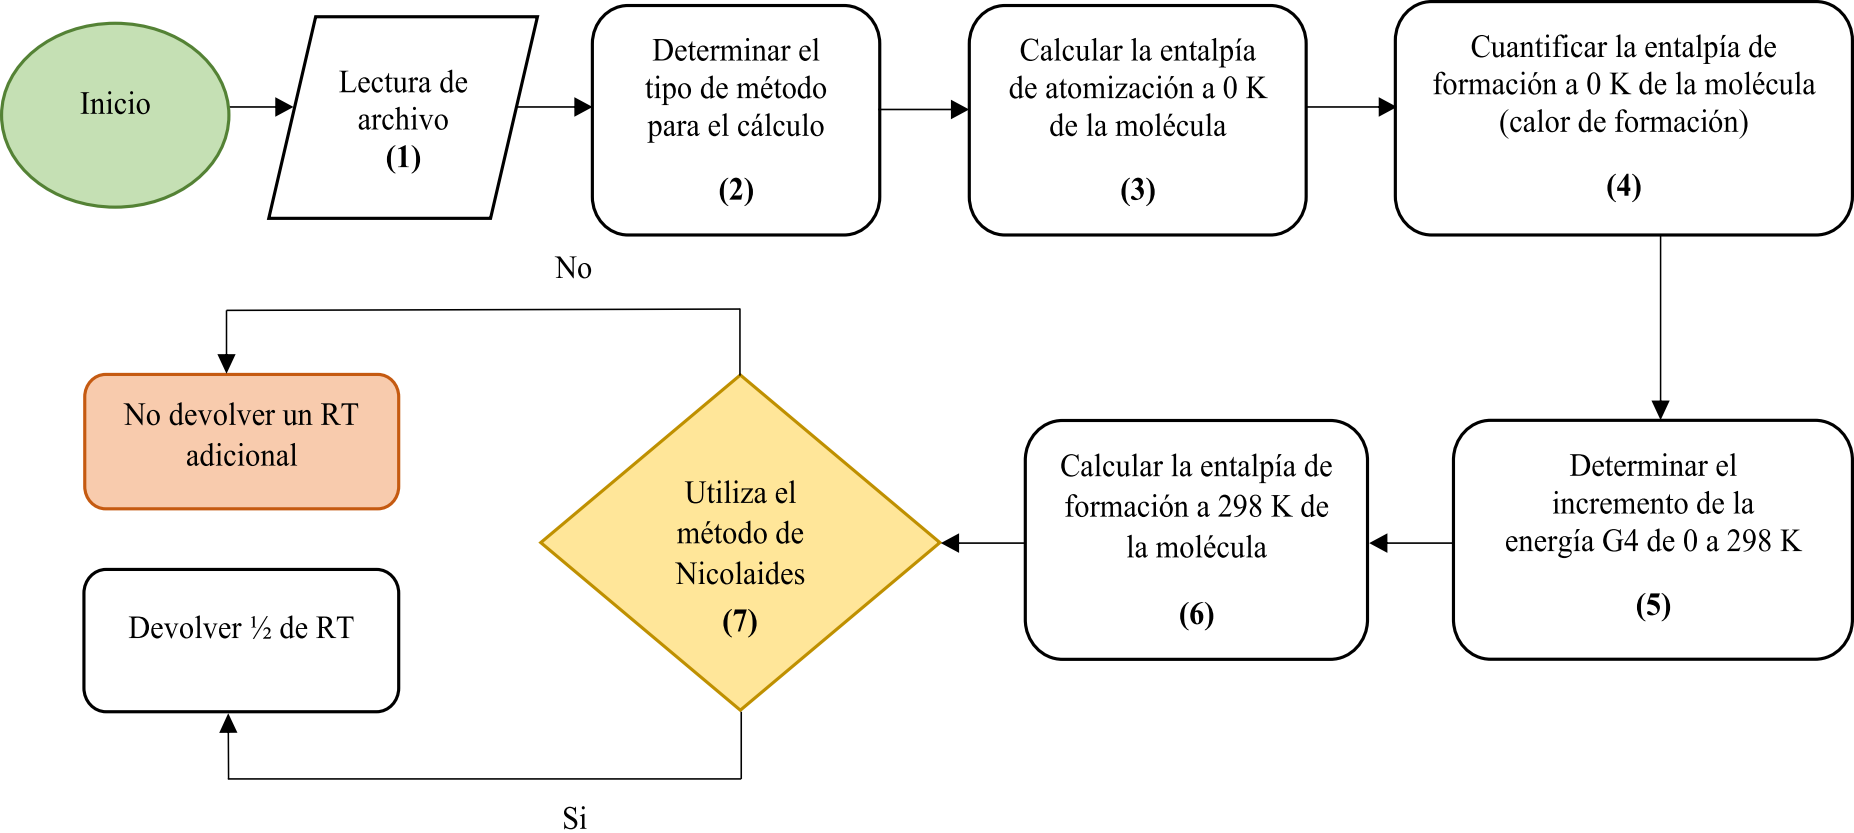 Inicio
Lectura de
archivo
(1)
Determinar el
tipo de método
para el cálculo
(2)
Calcular la entalpía
de atomización a 0 K
de la molécula
(3)
Cuantificar la entalpía de
formación a 0 K de la molécula
(calor de formación)
(4)
Determinar el
incremento de la
energía G4 de 0 a 298 K
(5)
Calcular la entalpía de
formación a 298 K de
la molécula
(6)
Utiliza el
método de
Nicolaides
(7)
No
No devolver un RT
adicional
Devolver ½ de RT
Si